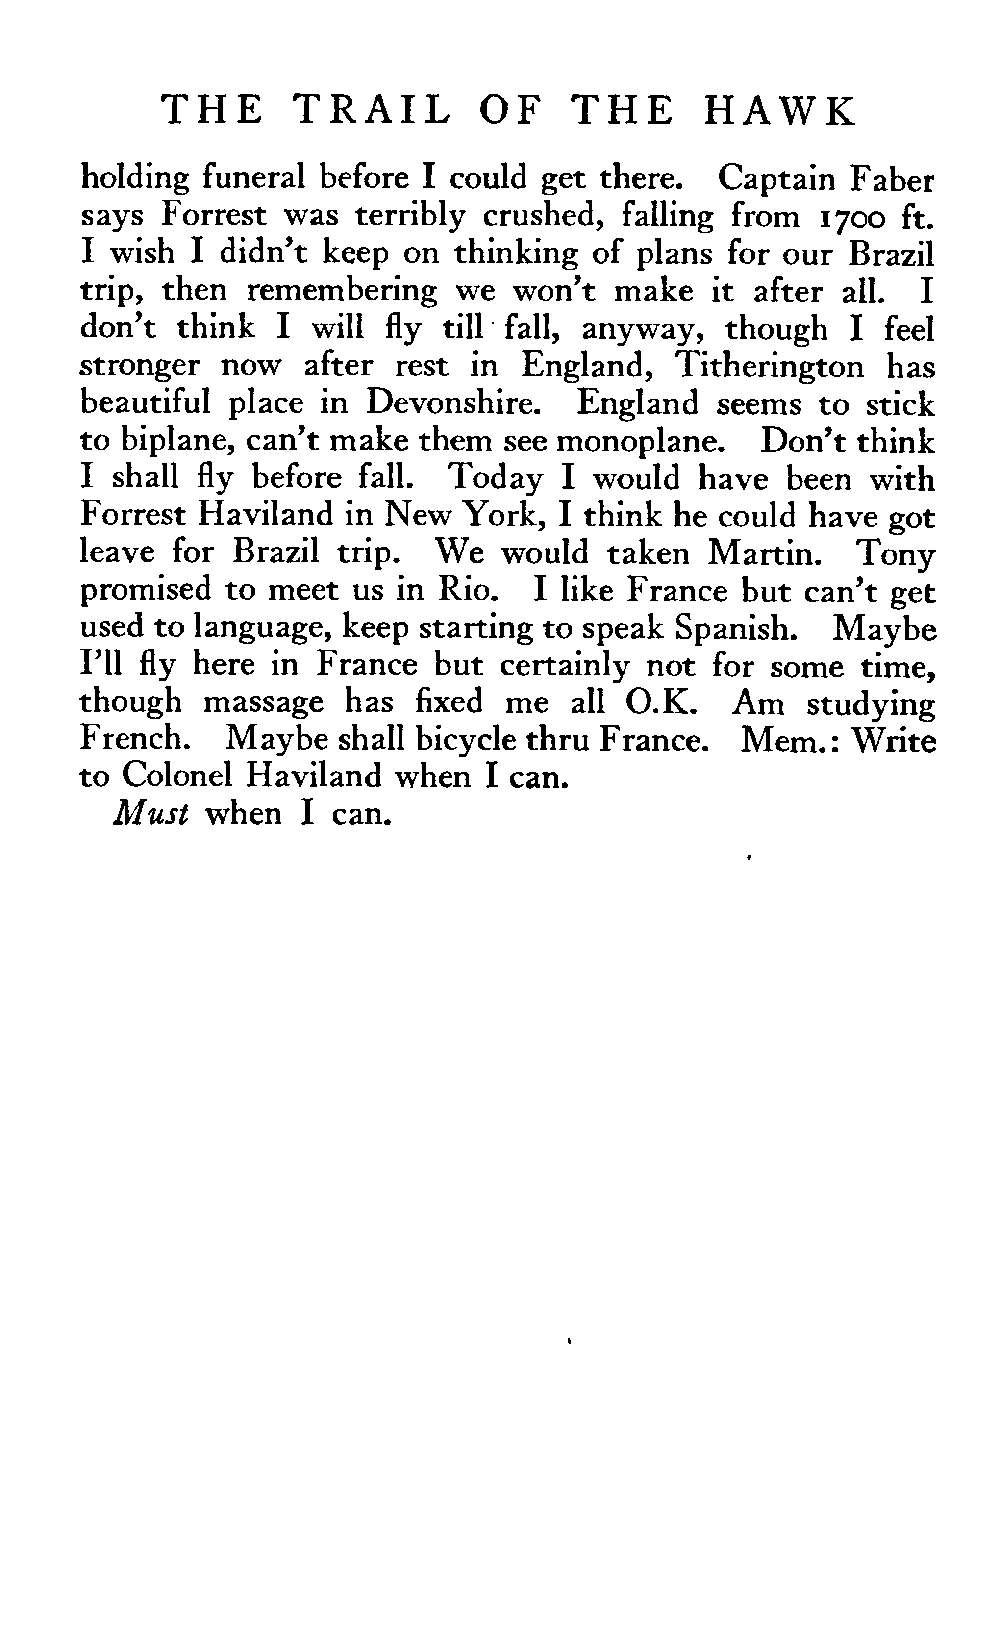 THE TRAIL OF THE HAWK
holding funeral before I could get there. Captain Faber
says Forrest was terribly crushed, falling from 1700 ft.
I wish I didn't keep on thinking of plans for our Brazil
trip, then remembering we won't make it after all. I
don't think I will fly till fall, anyway, though I feel
stronger now after rest in England, Titherington has
beautiful place in Devonshire. England seems to stick
to biplane, can't make them see monoplane. Don't think
I shall fly before fall. Today I would have been with
Forrest Haviland in New York, I think he could have got
leave for Brazil trip. We would taken Martin. Tony
promised to meet us in Rio. I like France but can't get
used to language, keep starting to speak Spanish. Maybe
I'll fly here in France but certainly not for some time,
though massage has fixed me all O.K. Am studying
French. Maybe shall bicycle thru France. Mem.: Write
to Colonel Haviland when I can.
Must when I can.